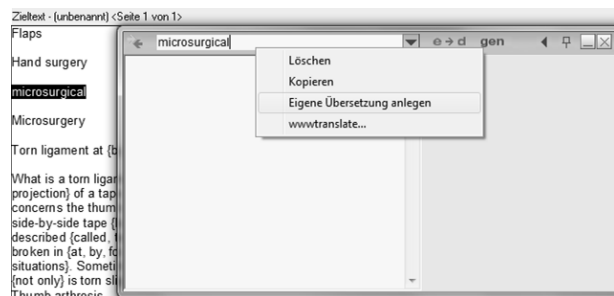 Zieltext - (unbenannt) <Seite 1 von 1>
Flaps
microsurgical e→d gen
Hand surgery
Löschen
Kopieren
microsurgical
Eigene Übersetzung anlegen
wwwtranslate...
Microsurgery
Torn ligament at {b
What is a torn ligar
projection} of a tap
concerns the thum
side-by-side tape {
described {called, t
broken in {at, by, fo
situations}. Someti
{not only} is torn sli
Thumb arthrosis